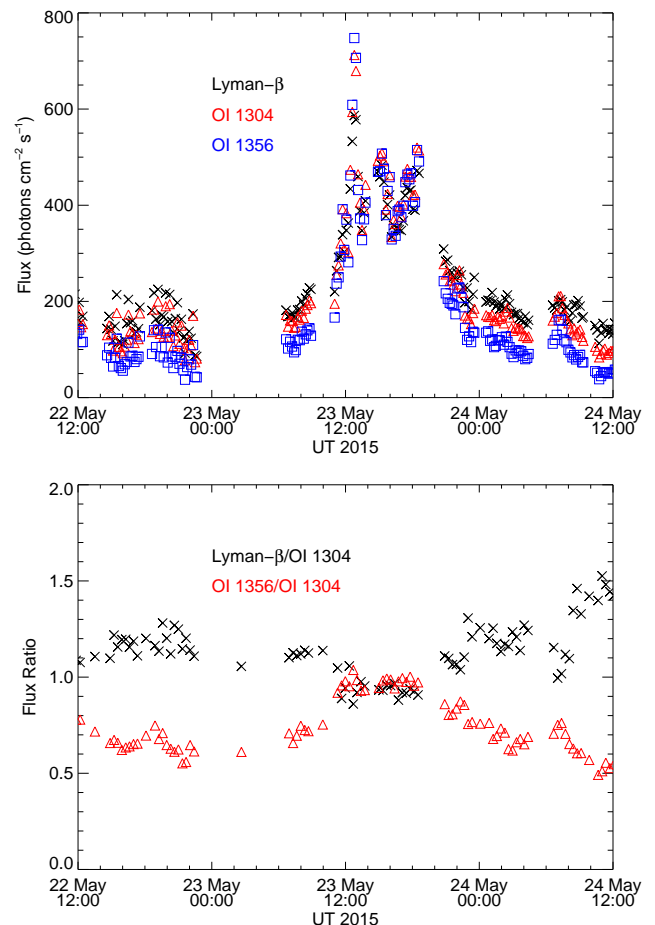 800
600
400
200
0
Flux (photons cm⁻² s⁻¹)
Lyman−β
OI 1304
OI 1356
22 May 23 May 23 May 24 May 24 May
12:00 00:00 12:00 00:00 12:00
UT 2015
2.0
1.5
1.0
0.5
0.0
Flux Ratio
Lyman−β/OI 1304
OI 1356/OI 1304
22 May 23 May 23 May 24 May 24 May
12:00 00:00 12:00 00:00 12:00
UT 2015